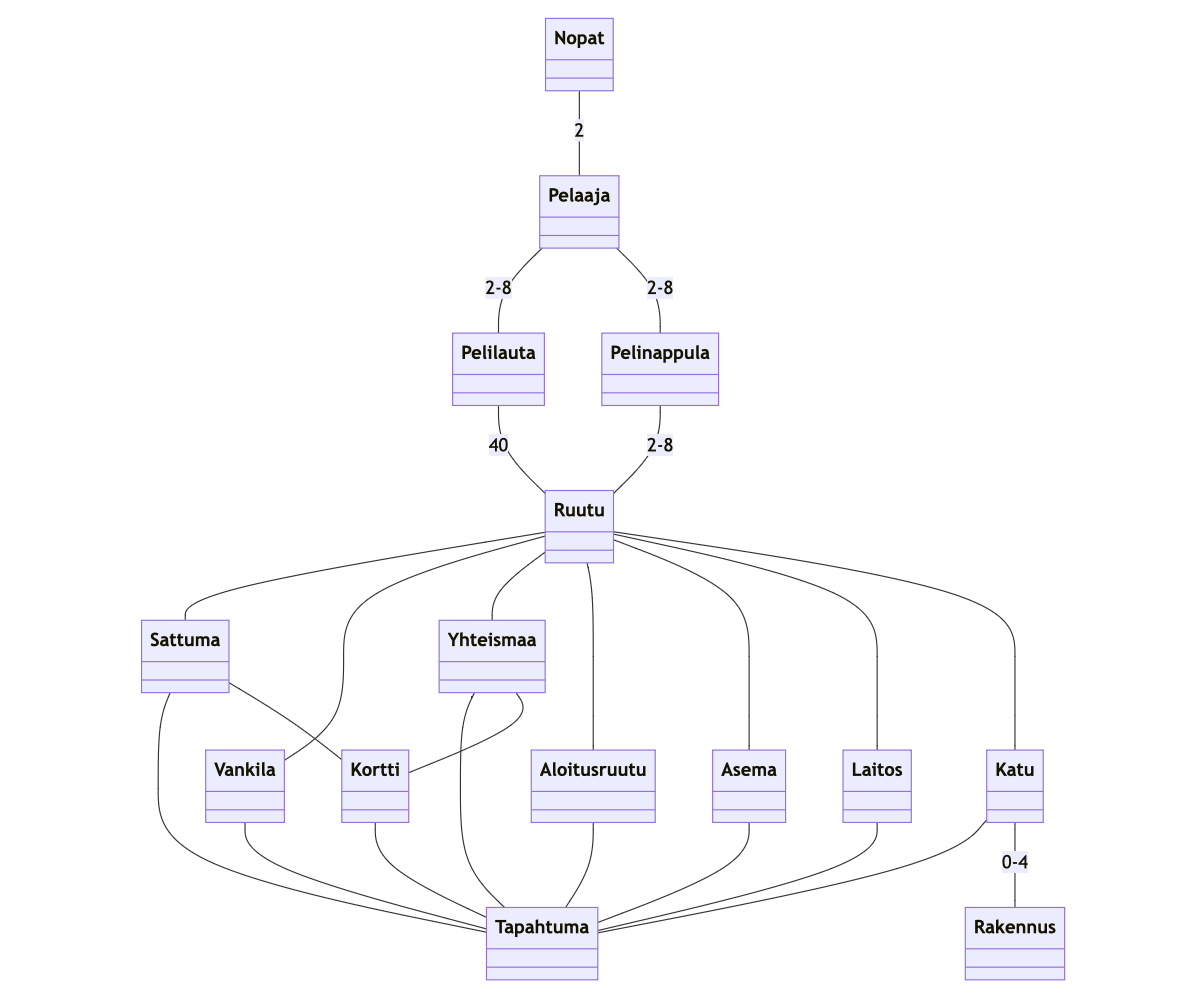 Nopat
2
Pelaaja
2-8
2-8
Pelilauta
Pelinappula
40
2-8
Ruutu
Sattuma
Yhteismaa
Vankila
Kortti
Aloitusruutu
Asema
Laitos
Katu
0-4
Tapahtuma
Rakennus